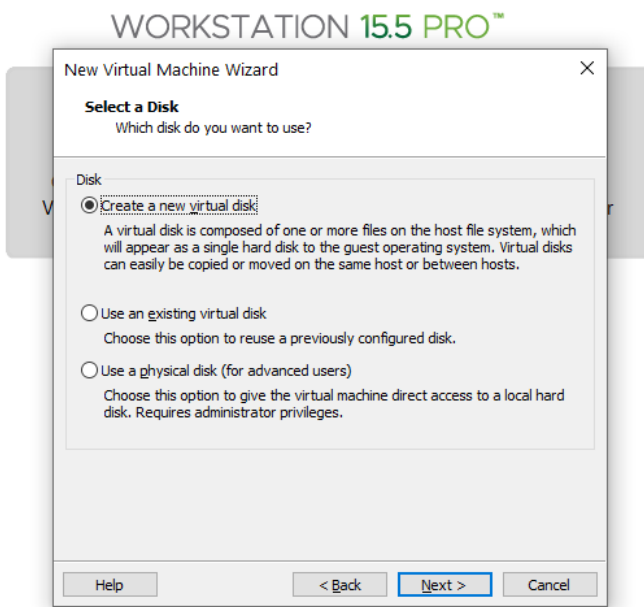 WORKSTATION 15.5 PRO™
New Virtual Machine Wizard
Select a Disk
Which disk do you want to use?
Disk
Create a new virtual disk
A virtual disk is composed of one or more files on the host file system, which
will appear as a single hard disk to the guest operating system. Virtual disks
can easily be copied or moved on the same host or between hosts.
Use an existing virtual disk
Choose this option to reuse a previously configured disk.
Use a physical disk (for advanced users)
Choose this option to give the virtual machine direct access to a local hard
disk. Requires administrator privileges.
Help
< Back
Next >
Cancel